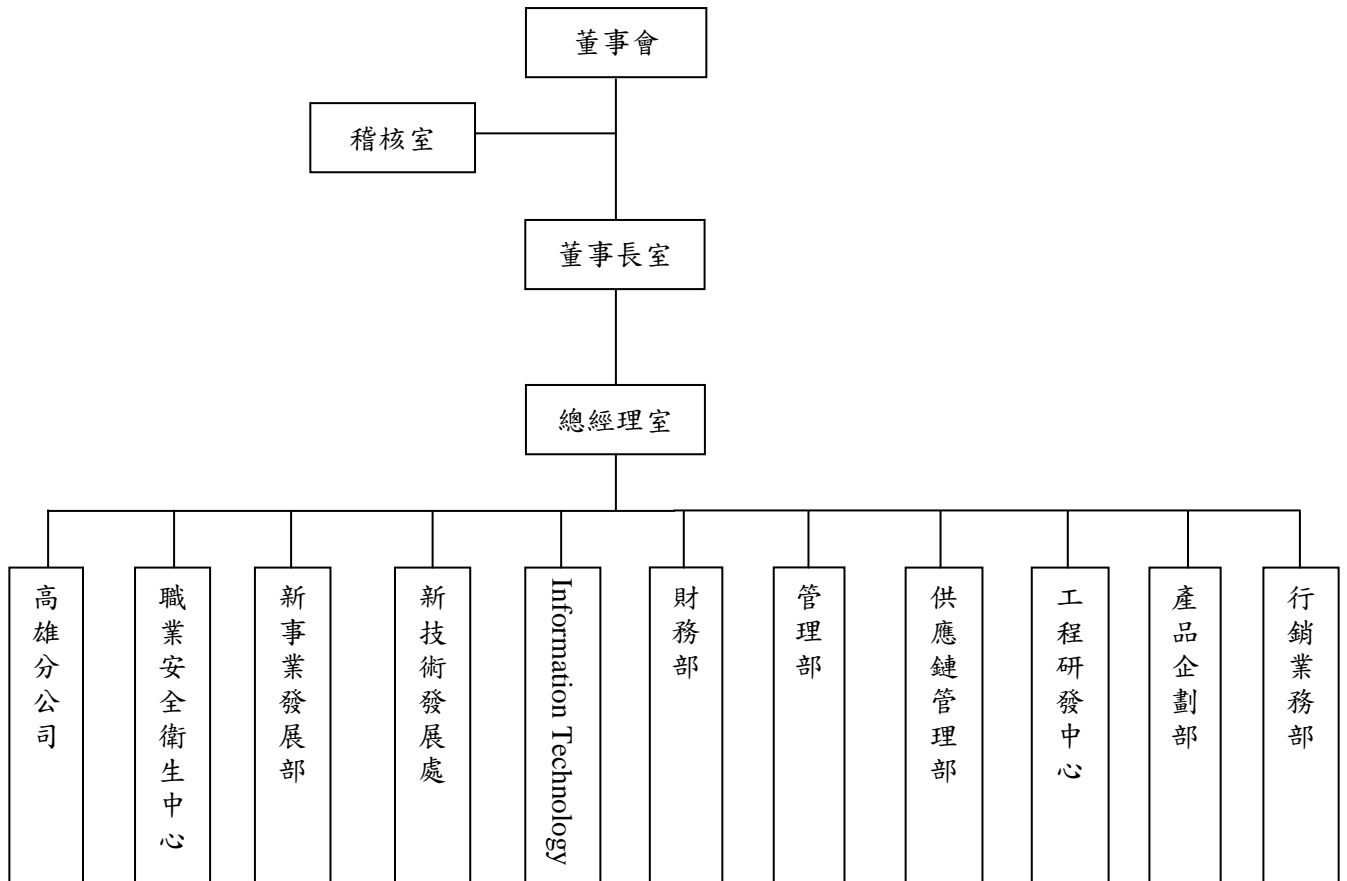 董事會
稽核室
董事長室
總經理室
高雄分公司
職業安全衛生中心
新事業發展部
新技術發展處
Information Technology
財務部
管理部
供應鏈管理部
工程研發中心
產品企劃部
行銷業務部